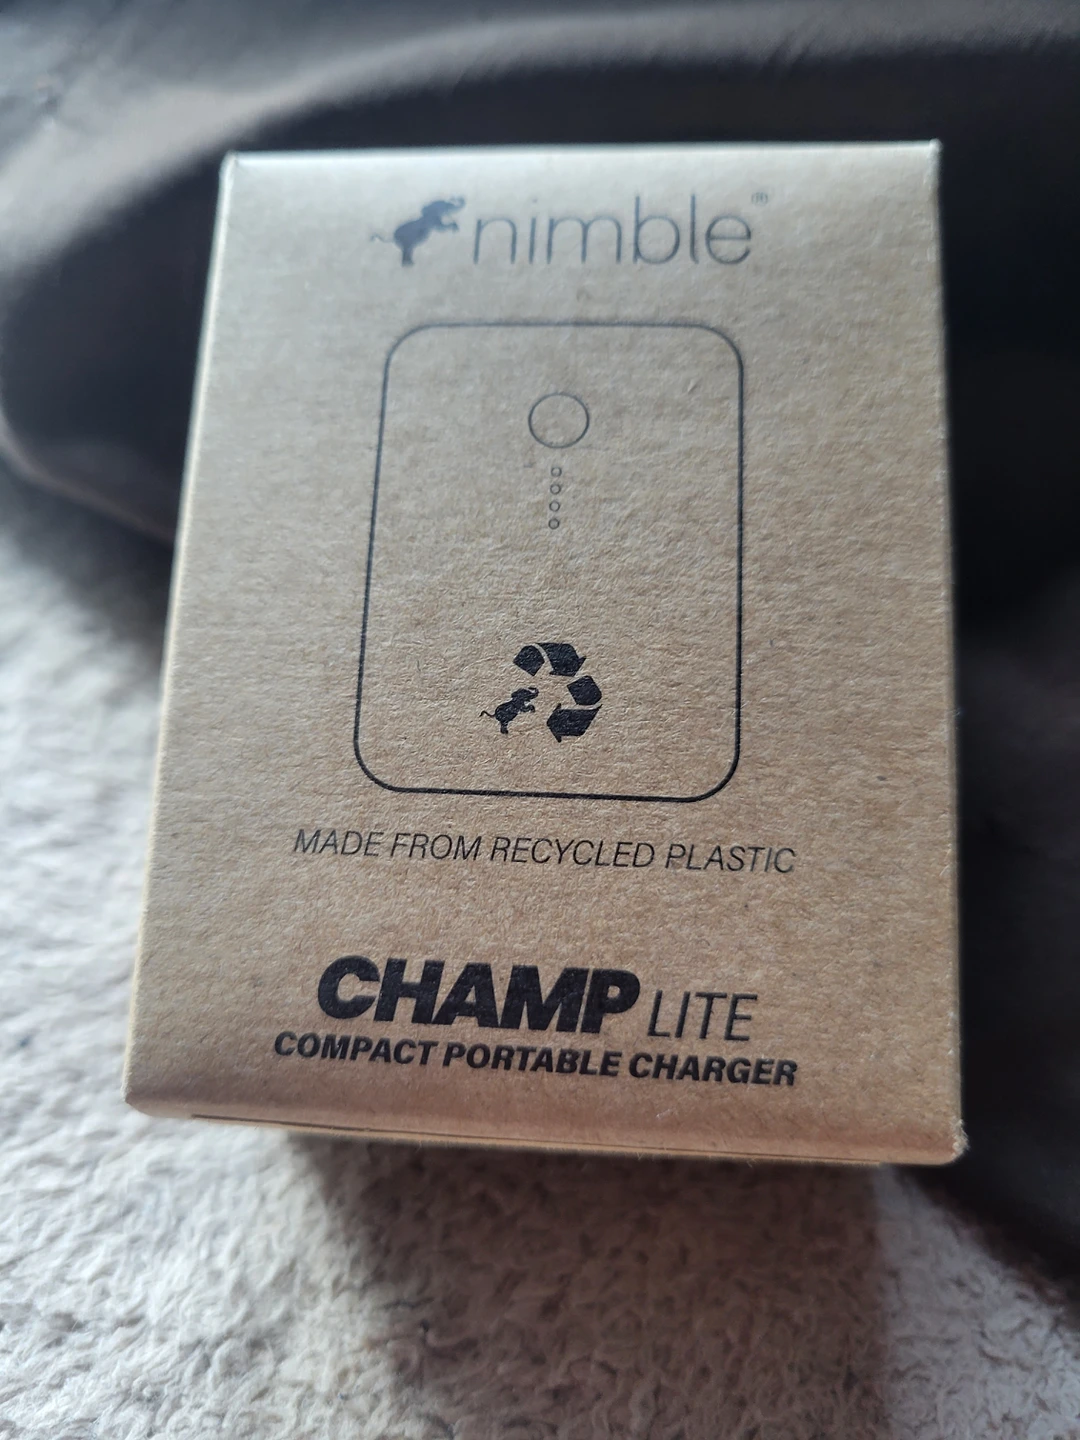 nimble®
MADE FROM RECYCLED PLASTIC
CHAMP LITE
COMPACT PORTABLE CHARGER